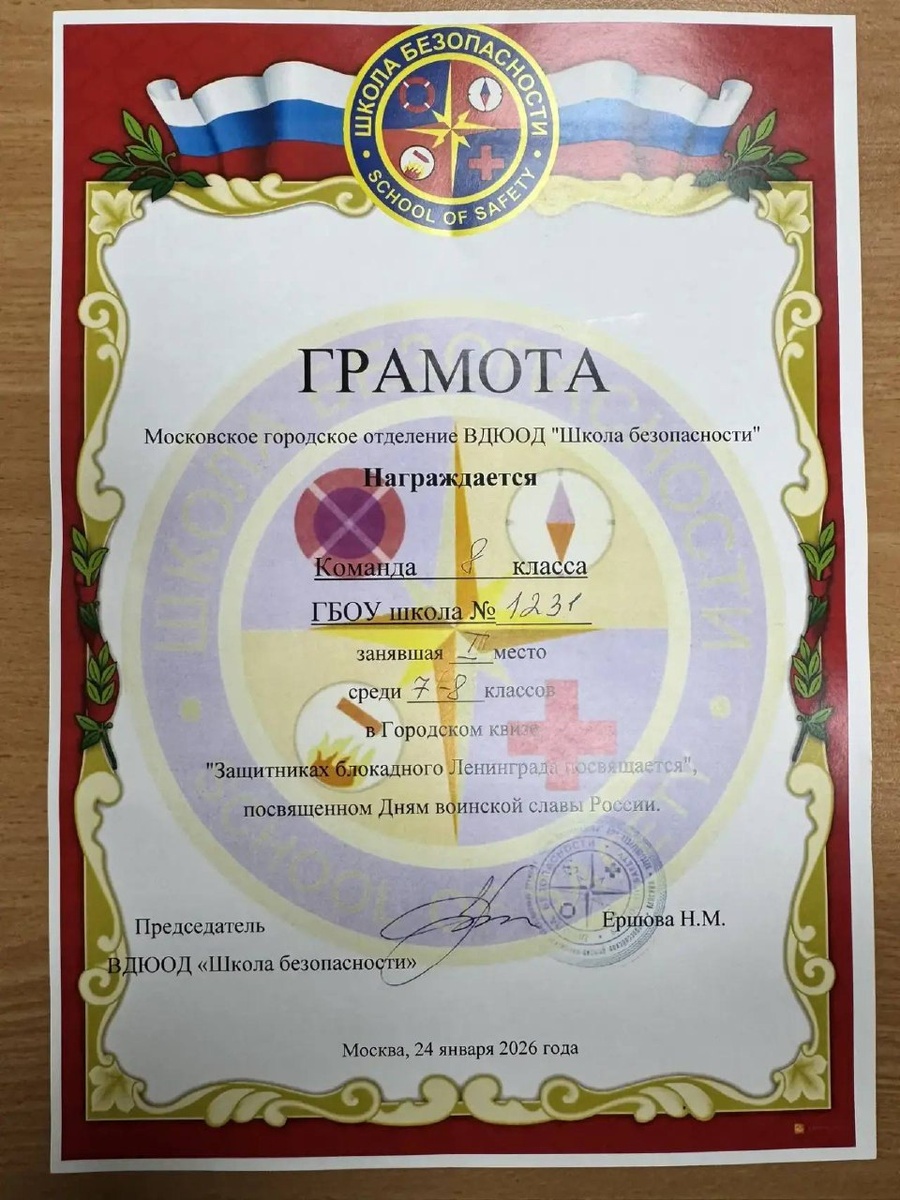 ШКОЛА БЕЗОПАСНОСТИ
SCHOOL OF SAFETY
ГРАМОТА
Московское городское отделение ВДЮОД "Школа безопасности"
Награждается
Команда 8 класса
ГБОУ школа № 1231
занявшая место
среди 7-8 классов
в Городском квизе
"Защитниках блокадного Ленинграда посвящается",
посвященном Дням воинской славы России.
Председатель
Ершова Н.М.
ВДЮОД «Школа безопасности»
Москва, 24 января 2026 года